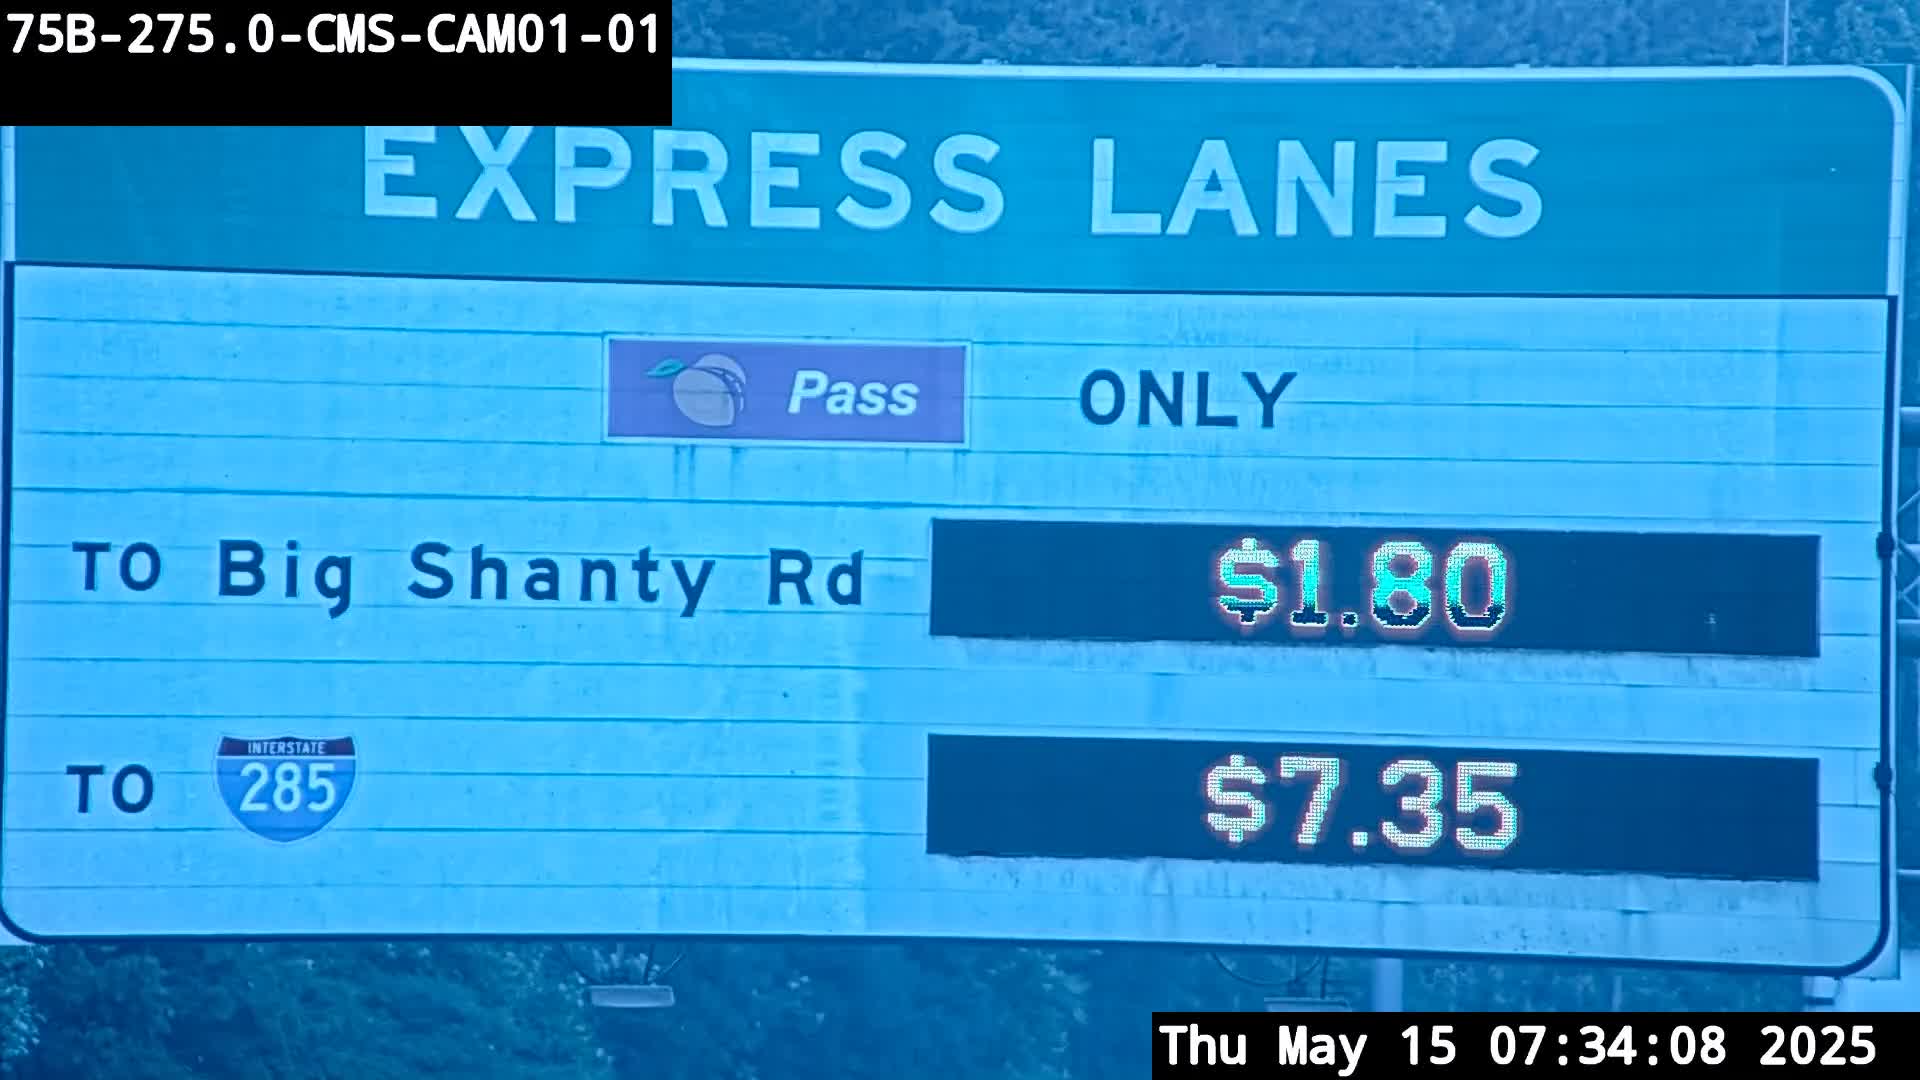 75B-275.0-CMS-CAM01-01
EXPRESS LANES
Pass ONLY
TO Big Shanty Rd $1.80
TO INTERSTATE 285 $7.35
Thu May 15 07:34:08 2025